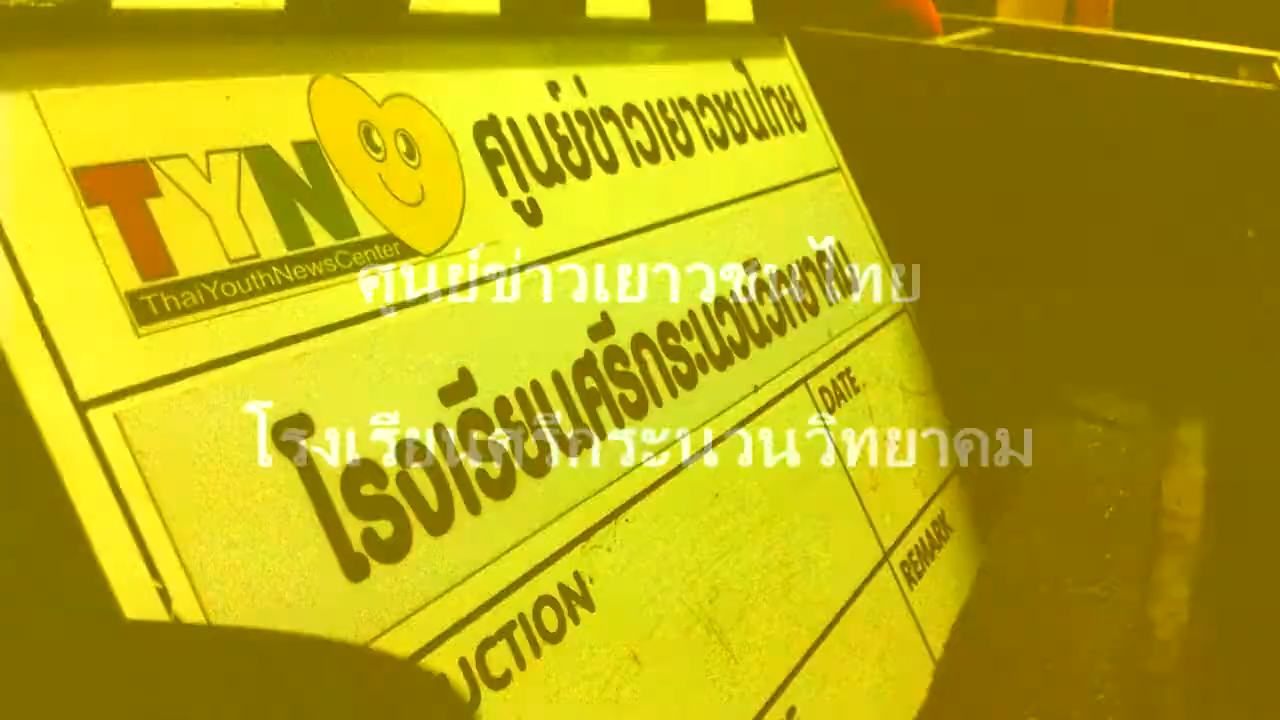 TYN
ThaiYouthNewsCenter
ศูนย์ข่าวเยาวชนไทย
ศูนย์ข่าวเยาวชนไทย
โรงเรียนศรีกระนวนวิทยาคม
โรงเรียนศรีกระนวนวิทยาคม
DATE
REMARK
UCTION